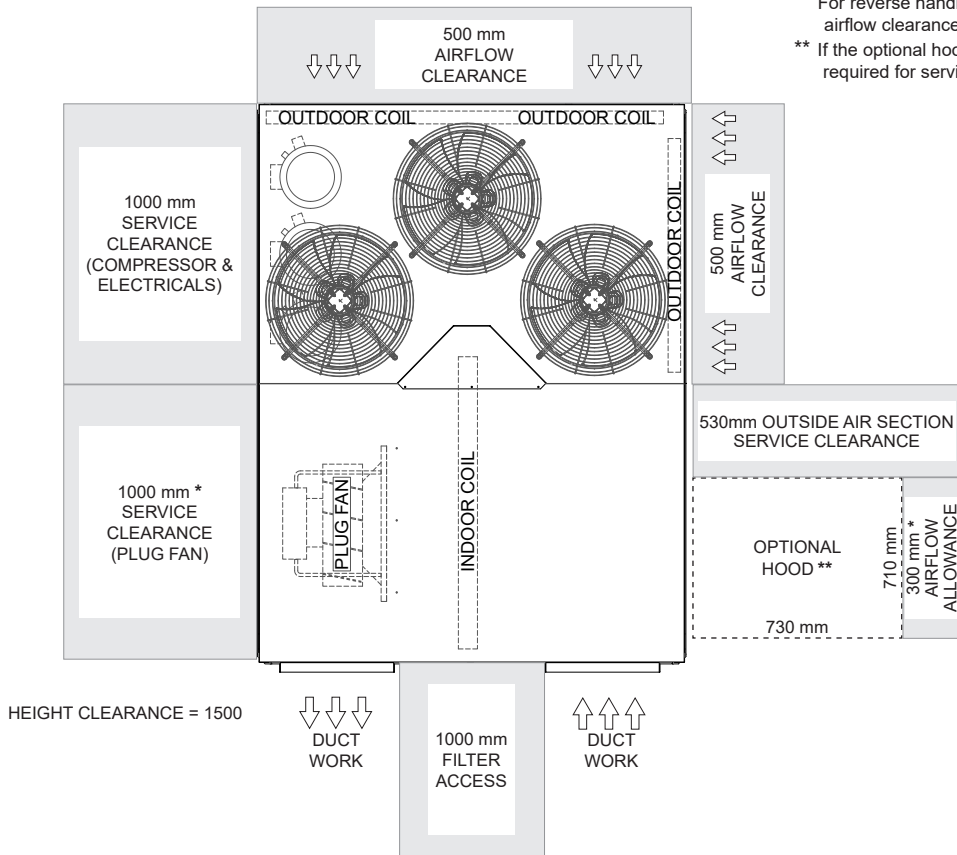 For reverse hand
airflow clearance
** If the optional hoo
required for servi
500 mm
AIRFLOW
CLEARANCE
OUTDOOR COIL
OUTDOOR COIL
1000 mm
SERVICE
CLEARANCE
(COMPRESSOR &
ELECTRICALS)
OUTDOOR COIL
500 mm
AIRFLOW
CLEARANCE
530mm OUTSIDE AIR SECTION
SERVICE CLEARANCE
1000 mm *
SERVICE
CLEARANCE
(PLUG FAN)
PLUG FAN
INDOOR COIL
OPTIONAL
HOOD **
710 mm
730 mm
300 mm *
AIRFLOW
ALLOWANCE
HEIGHT CLEARANCE = 1500
DUCT
WORK
1000 mm
FILTER
ACCESS
DUCT
WORK